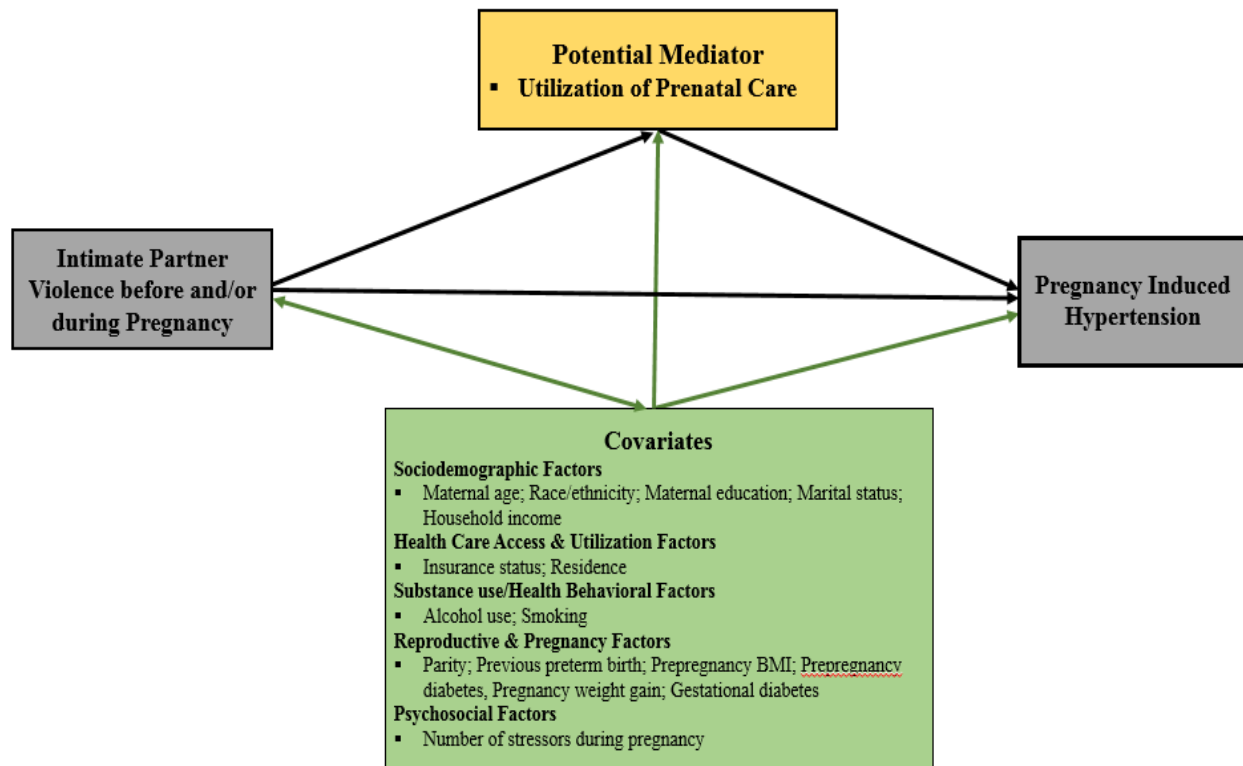 Potential Mediator
▪ Utilization of Prenatal Care
Intimate Partner
Violence before and/or
during Pregnancy
Pregnancy Induced
Hypertension
Covariates
Sociodemographic Factors
▪ Maternal age; Race/ethnicity; Maternal education; Marital status;
Household income
Health Care Access & Utilization Factors
▪ Insurance status; Residence
Substance use/Health Behavioral Factors
▪ Alcohol use; Smoking
Reproductive & Pregnancy Factors
▪ Parity; Previous preterm birth; Prepregnancy BMI; Prepregnancy
diabetes, Pregnancy weight gain; Gestational diabetes
Psychosocial Factors
▪ Number of stressors during pregnancy